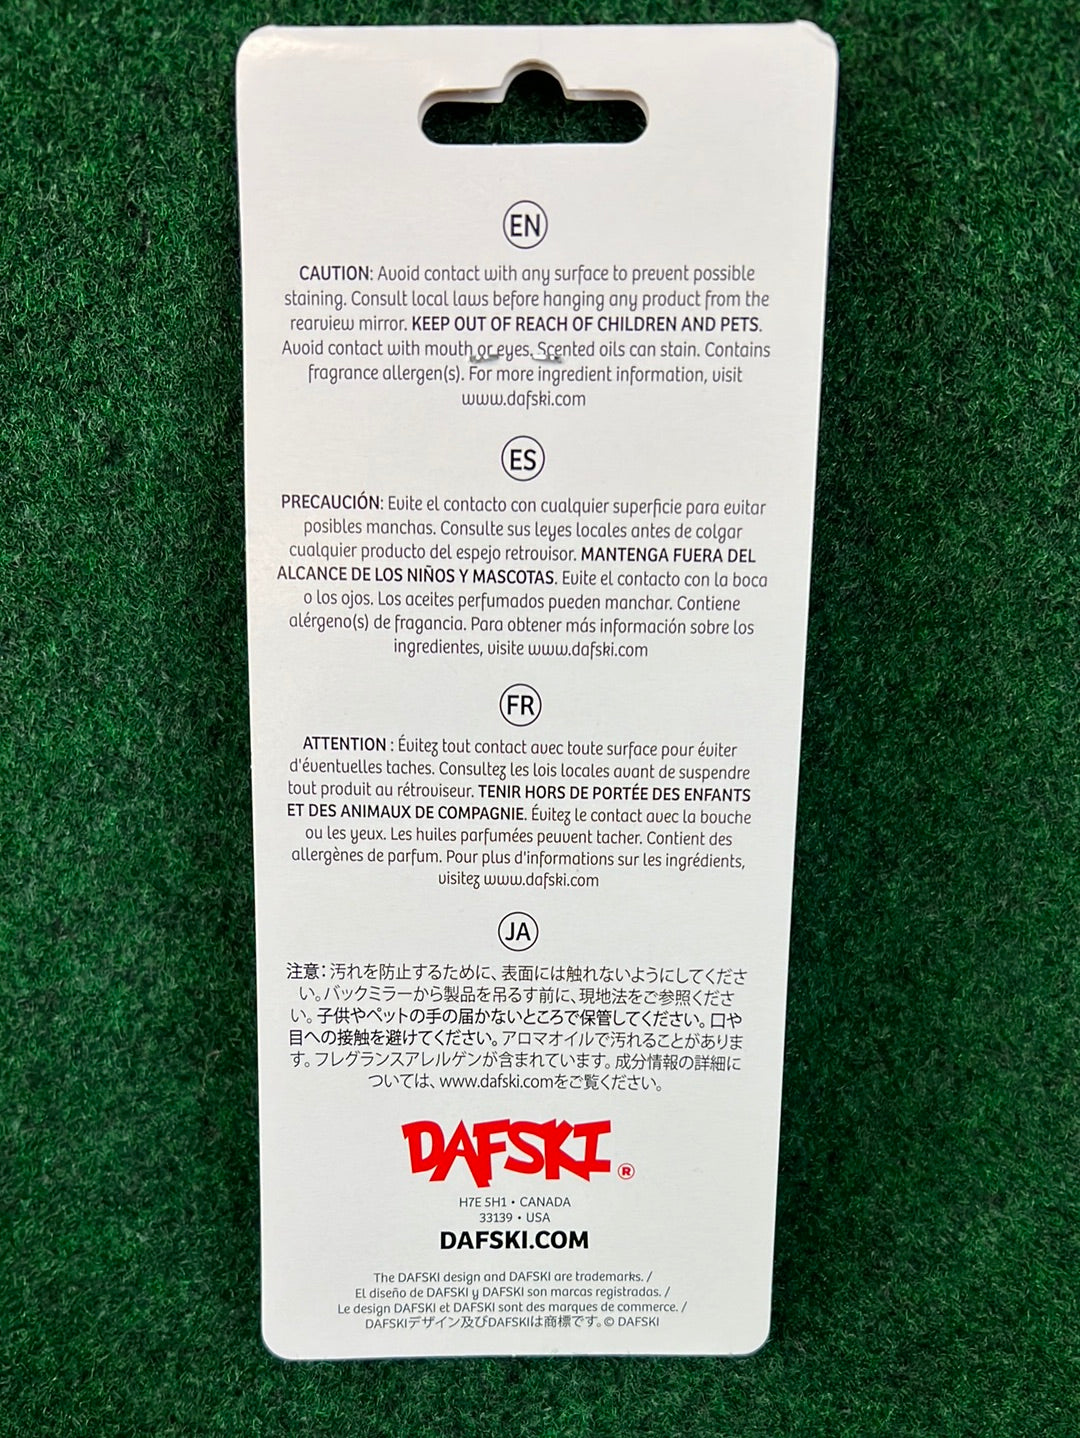 EN
CAUTION: Avoid contact with any surface to prevent possible
staining. Consult local laws before hanging any product from the
rearview mirror. KEEP OUT OF REACH OF CHILDREN AND PETS.
Avoid contact with mouth or eyes. Scented oils can stain. Contains
fragrance allergen(s). For more ingredient information, visit
www.dafski.com
ES
PRECAUCIÓN: Evite el contacto con cualquier superficie para evitar
posibles manchas. Consulte sus leyes locales antes de colgar
cualquier producto del espejo retrovisor. MANTENGA FUERA DEL
ALCANCE DE LOS NIÑOS Y MASCOTAS. Evite el contacto con la boca
o los ojos. Los aceites perfumados pueden manchar. Contiene
alérgeno(s) de fragancia. Para obtener más información sobre los
ingredientes, visite www.dafski.com
FR
ATTENTION : Évitez tout contact avec toute surface pour éviter
d'éventuelles taches. Consultez les lois locales avant de suspendre
tout produit au rétroviseur. TENIR HORS DE PORTÉE DES ENFANTS
ET DES ANIMAUX DE COMPAGNIE. Évitez le contact avec la bouche
ou les yeux. Les huiles parfumées peuvent tacher. Contient des
allergènes de parfum. Pour plus d'informations sur les ingrédients,
visitez www.dafski.com
JA
注意：汚れを防止するために、表面には触れないようにしてくださ
い。バックミラーから製品を吊るす前に、現地法をご参照くださ
い。子供やペットの手の届かないところで保管してください。口や
目への接触を避けてください。アロマオイルで汚れることがありま
す。フレグランスアレルゲンが含まれています。成分情報の詳細に
ついては、www.dafski.comをご覧ください。
DAFSKI ®
H7E 5H1 • CANADA
33139 • USA
DAFSKI.COM
The DAFSKI design and DAFSKI are trademarks. /
El diseño de DAFSKI y DAFSKI son marcas registradas. /
Le design DAFSKI et DAFSKI sont des marques de commerce. /
DAFSKIデザイン及びDAFSKIは商標です。© DAFSKI